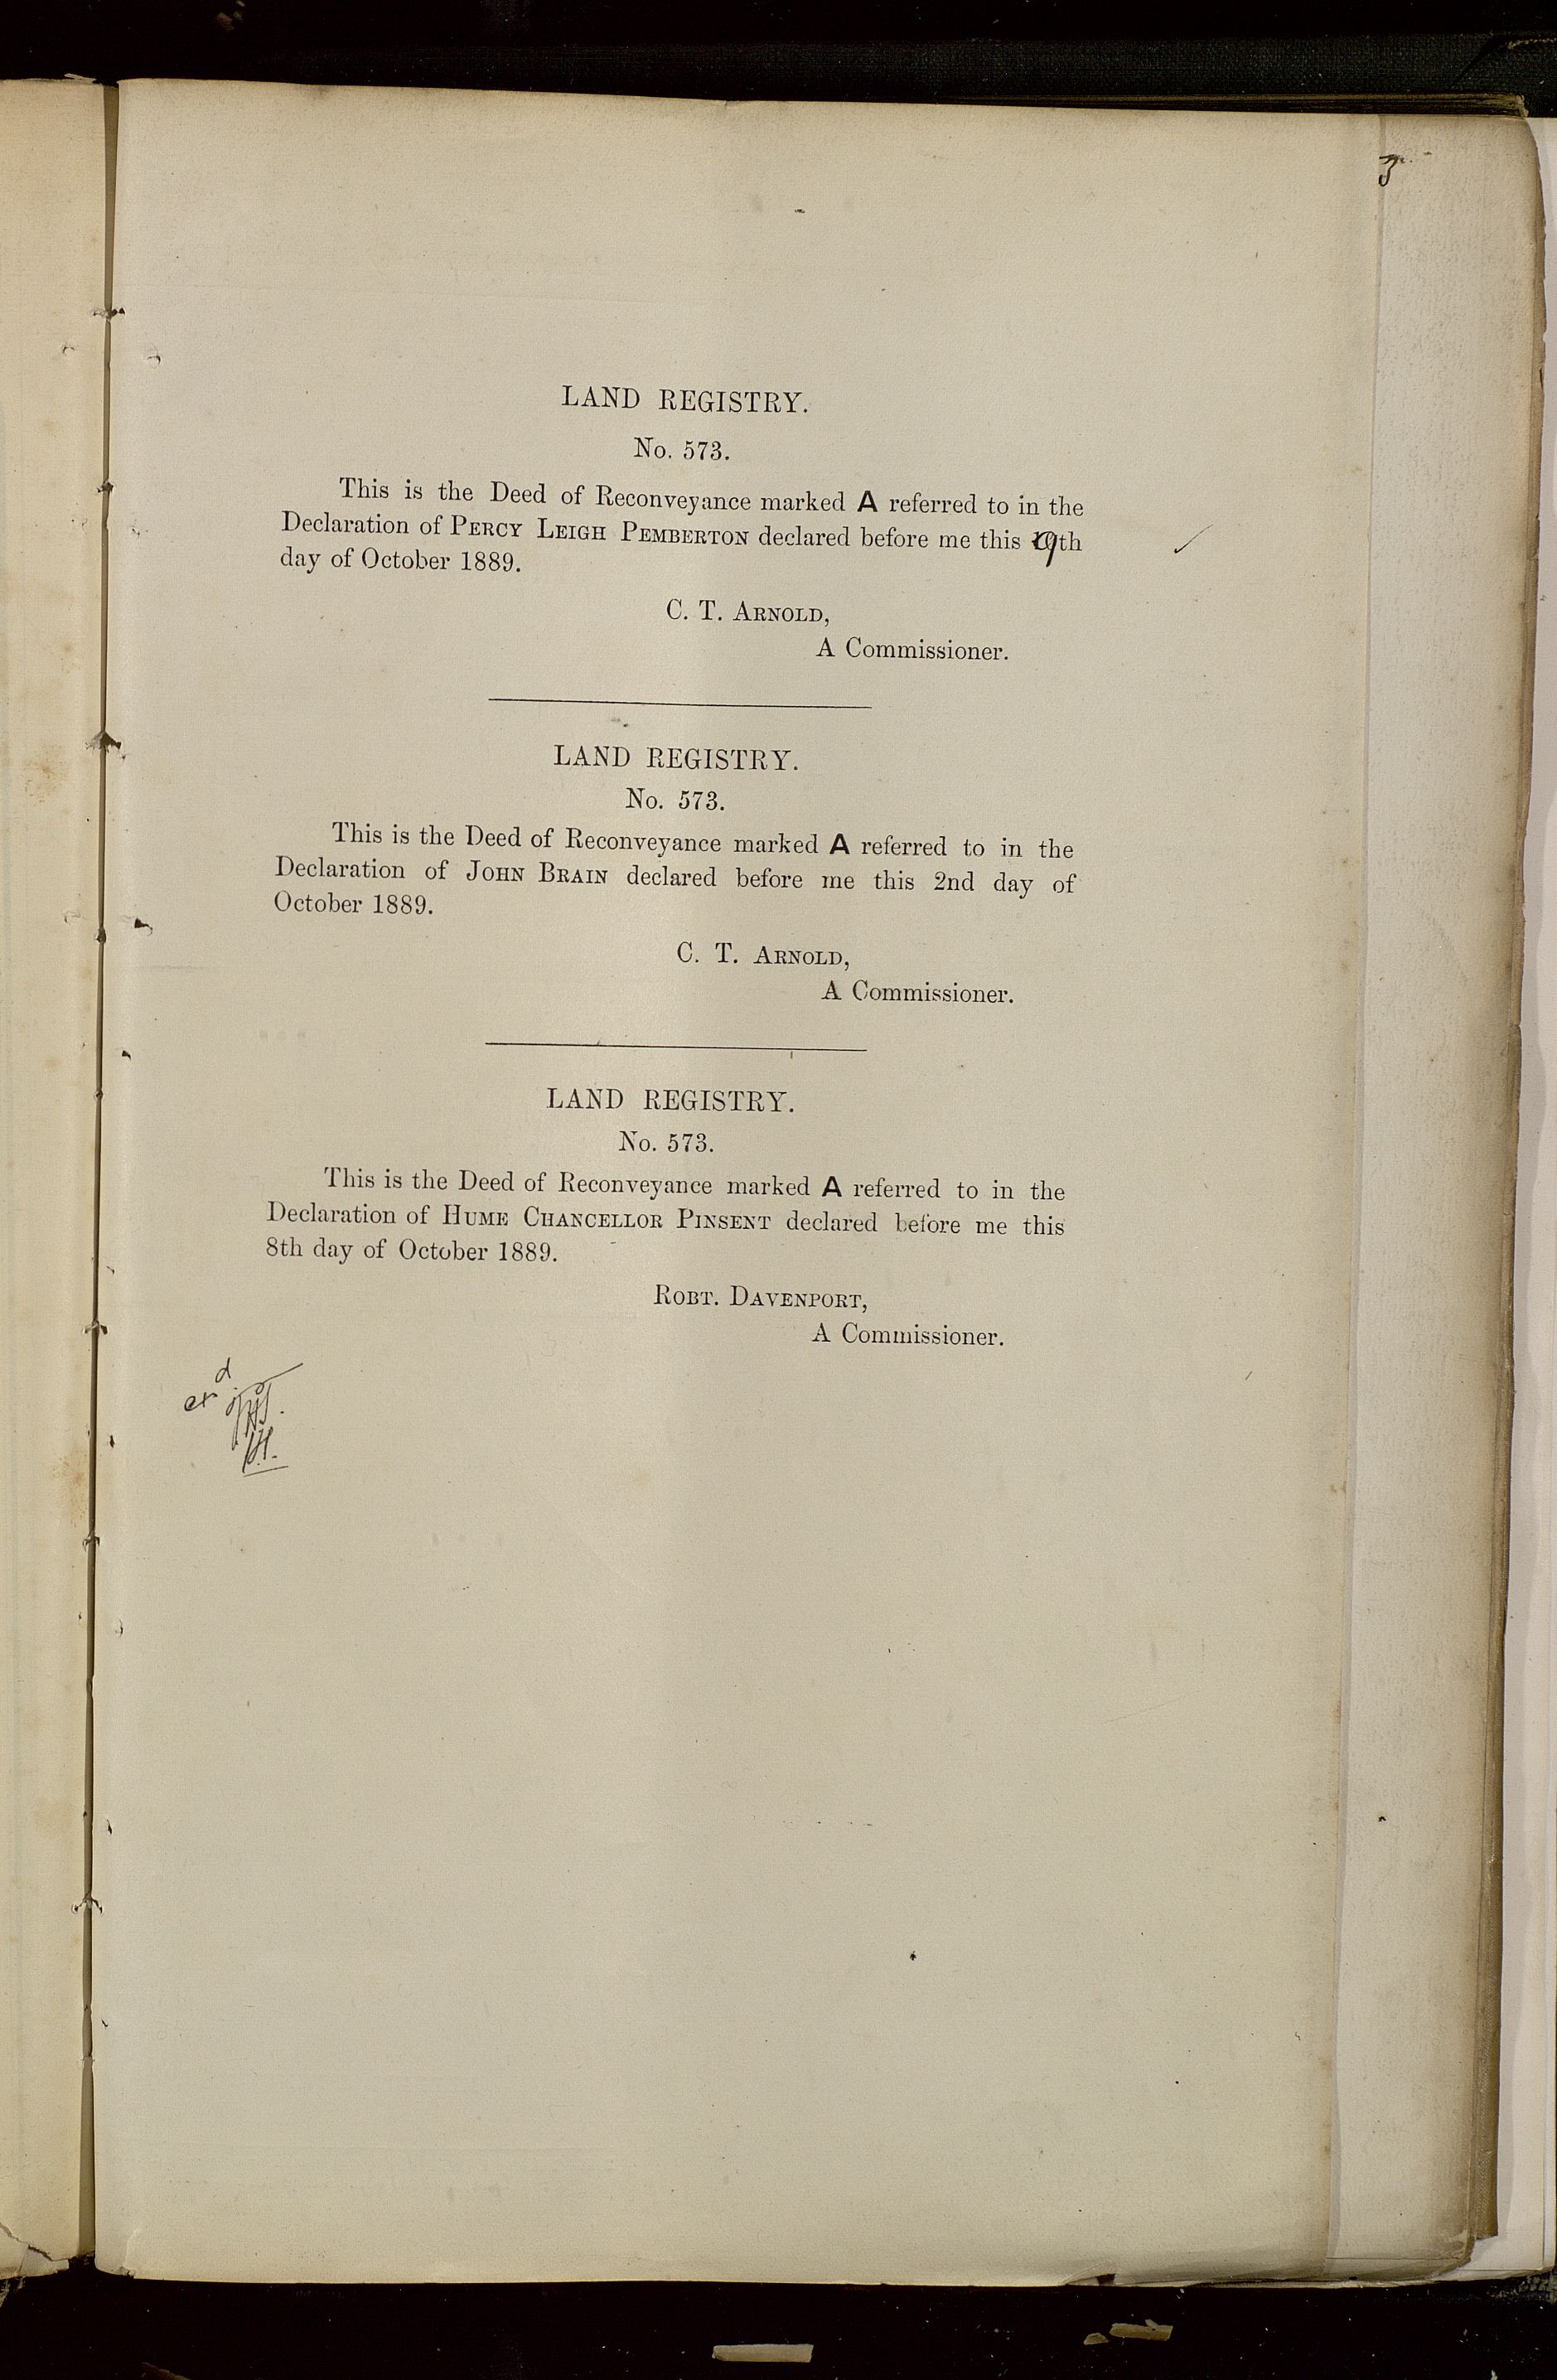 3
LAND REGISTRY.
No. 573.
This is the Deed of Reconveyance marked A referred to in the
Declaration of PERCY LEIGH PEMBERTON declared before me this 9th
day of October 1889.
C. T. ARNOLD,
A Commissioner.
LAND REGISTRY.
No. 573.
This is the Deed of Reconveyance marked A referred to in the
Declaration of JOHN BRAIN declared before me this 2nd day of
October 1889.
C. T. ARNOLD,
A Commissioner.
LAND REGISTRY.
No. 573.
This is the Deed of Reconveyance marked A referred to in the
Declaration of HUME CHANCELLOR PINSENT declared before me this
8th day of October 1889.
ROBT. DAVENPORT,
A Commissioner.
exd